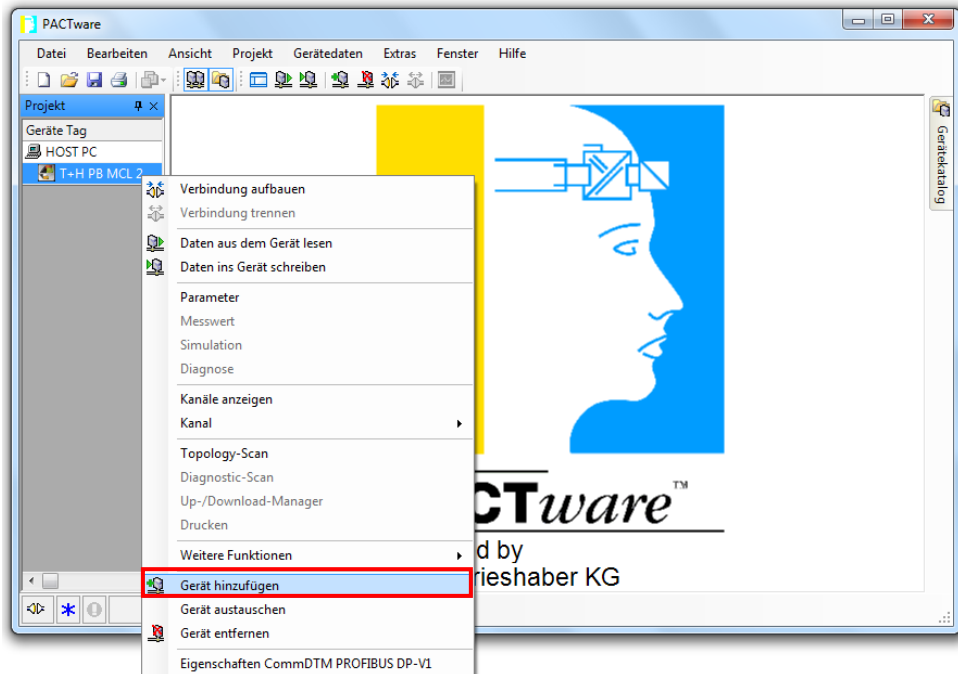 PACTware
Datei Bearbeiten Ansicht Projekt Gerätedaten Extras Fenster Hilfe
Projekt
Geräte Tag
HOST PC
T+H PB MCL 2
Verbindung aufbauen
Verbindung trennen
Daten aus dem Gerät lesen
Daten ins Gerät schreiben
Parameter
Messwert
Simulation
Diagnose
Kanäle anzeigen
Kanal
Topology-Scan
Diagnostic-Scan
Up-/Download-Manager
Drucken
Weitere Funktionen
Gerät hinzufügen
Gerät austauschen
Gerät entfernen
Eigenschaften CommDTM PROFIBUS DP-V1
CTware™
d by
rieshaber KG
Gerätekatalog